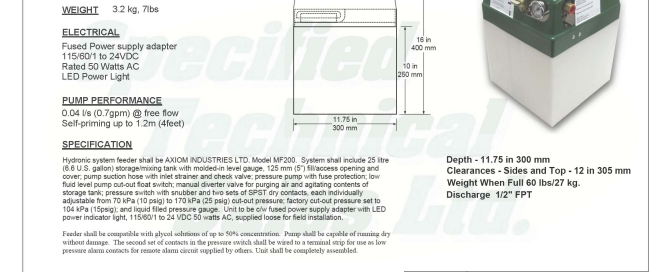 WEIGHT 3.2 kg, 7lbs
ELECTRICAL
Fused Power supply adapter
115/60/1 to 24VDC
Rated 50 Watts AC
LED Power Light
PUMP PERFORMANCE
0.04 l/s (0.7gpm) @ free flow
Self-priming up to 1.2m (4feet)
16 in
400 mm
10 in
250 mm
11.75 in
300 mm
SPECIFICATION
Hydronic system feeder shall be AXIOM INDUSTRIES LTD. Model MF200. System shall include 25 litre
(6.6 U.S. gallon) storage/mixing tank with molded-in level gauge, 125 mm (5") fill/access opening and
cover; pump suction hose with inlet strainer and check valve; pressure pump with fuse protection; low
fluid level pump cut-out float switch; manual diverter valve for purging air and agitating contents of
storage tank; pressure switch with snubber and two sets of SPST dry contacts, each individually
adjustable from 70 kPa (10 psig) to 170 kPa (25 psig) cut-out pressure; factory cut-out pressure set to
104 kPa (15psig); and liquid filled pressure gauge. Unit to be c/w fused power supply adapter with LED
power indicator light, 115/60/1 to 24 VDC 50 watts AC, supplied loose for field installation.
Feeder shall be compatible with glycol solutions of up to 50% concentration. Pump shall be capable of running dry
without damage. The second set of contacts in the pressure switch shall be wired to a terminal strip for use as low
pressure alarm contacts for remote alarm circuit supplied by others. Unit shall be completely assembled.
Depth - 11.75 in 300 mm
Clearances - Sides and Top - 12 in 305 mm
Weight When Full 60 lbs/27 kg.
Discharge 1/2" FPT
Specified
Technical
Ltd.